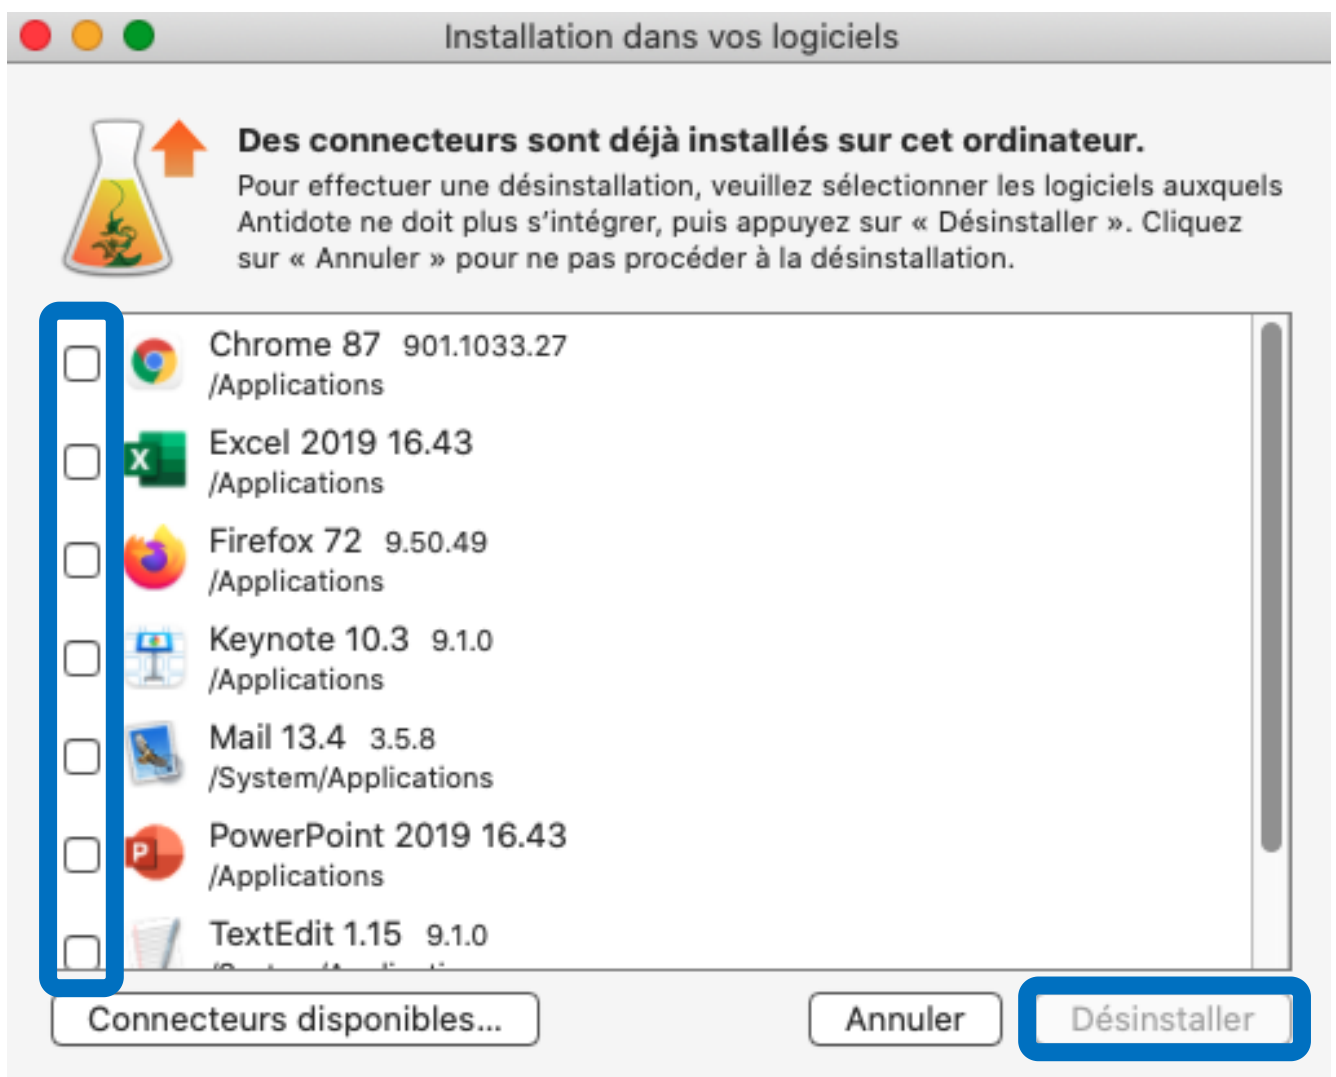 Installation dans vos logiciels
Des connecteurs sont déjà installés sur cet ordinateur.
Pour effectuer une désinstallation, veuillez sélectionner les logiciels auxquels
Antidote ne doit plus s'intégrer, puis appuyez sur « Désinstaller ». Cliquez
sur « Annuler » pour ne pas procéder à la désinstallation.
Chrome 87 901.1033.27
/Applications
Excel 2019 16.43
/Applications
Firefox 72 9.50.49
/Applications
Keynote 10.3 9.1.0
/Applications
Mail 13.4 3.5.8
/System/Applications
PowerPoint 2019 16.43
/Applications
TextEdit 1.15 9.1.0
Connecteurs disponibles...
Annuler
Désinstaller